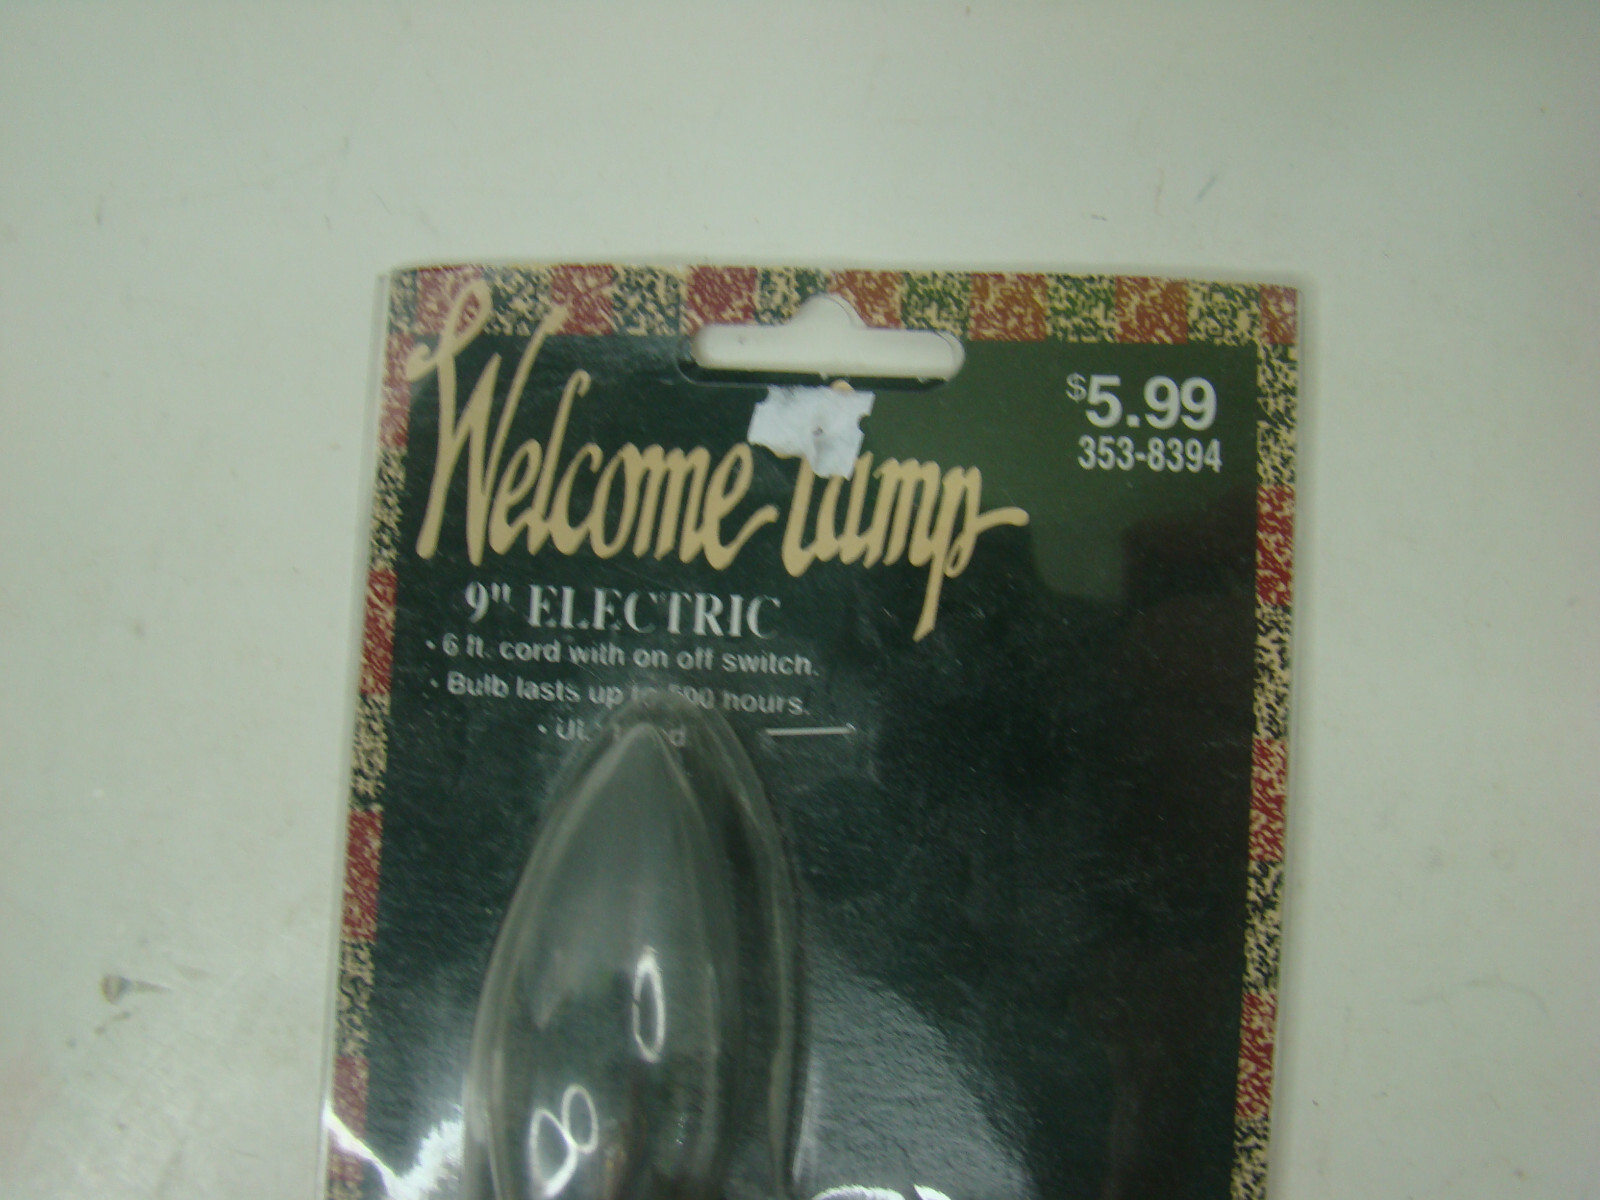 $5.99
353-8394
Welcome Lamp
9" ELECTRIC
• 6 ft. cord with on off switch.
• Bulb lasts up to 500 hours.
• UL